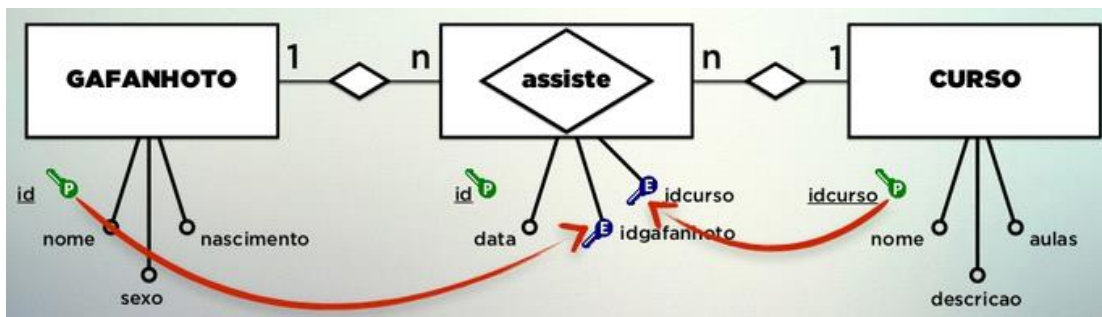 1 n n 1
GAFANHOTO assiste CURSO
id P id P E idcurso idcurso P
nome nascimento data E idgafanhoto nome aulas
sexo descricao